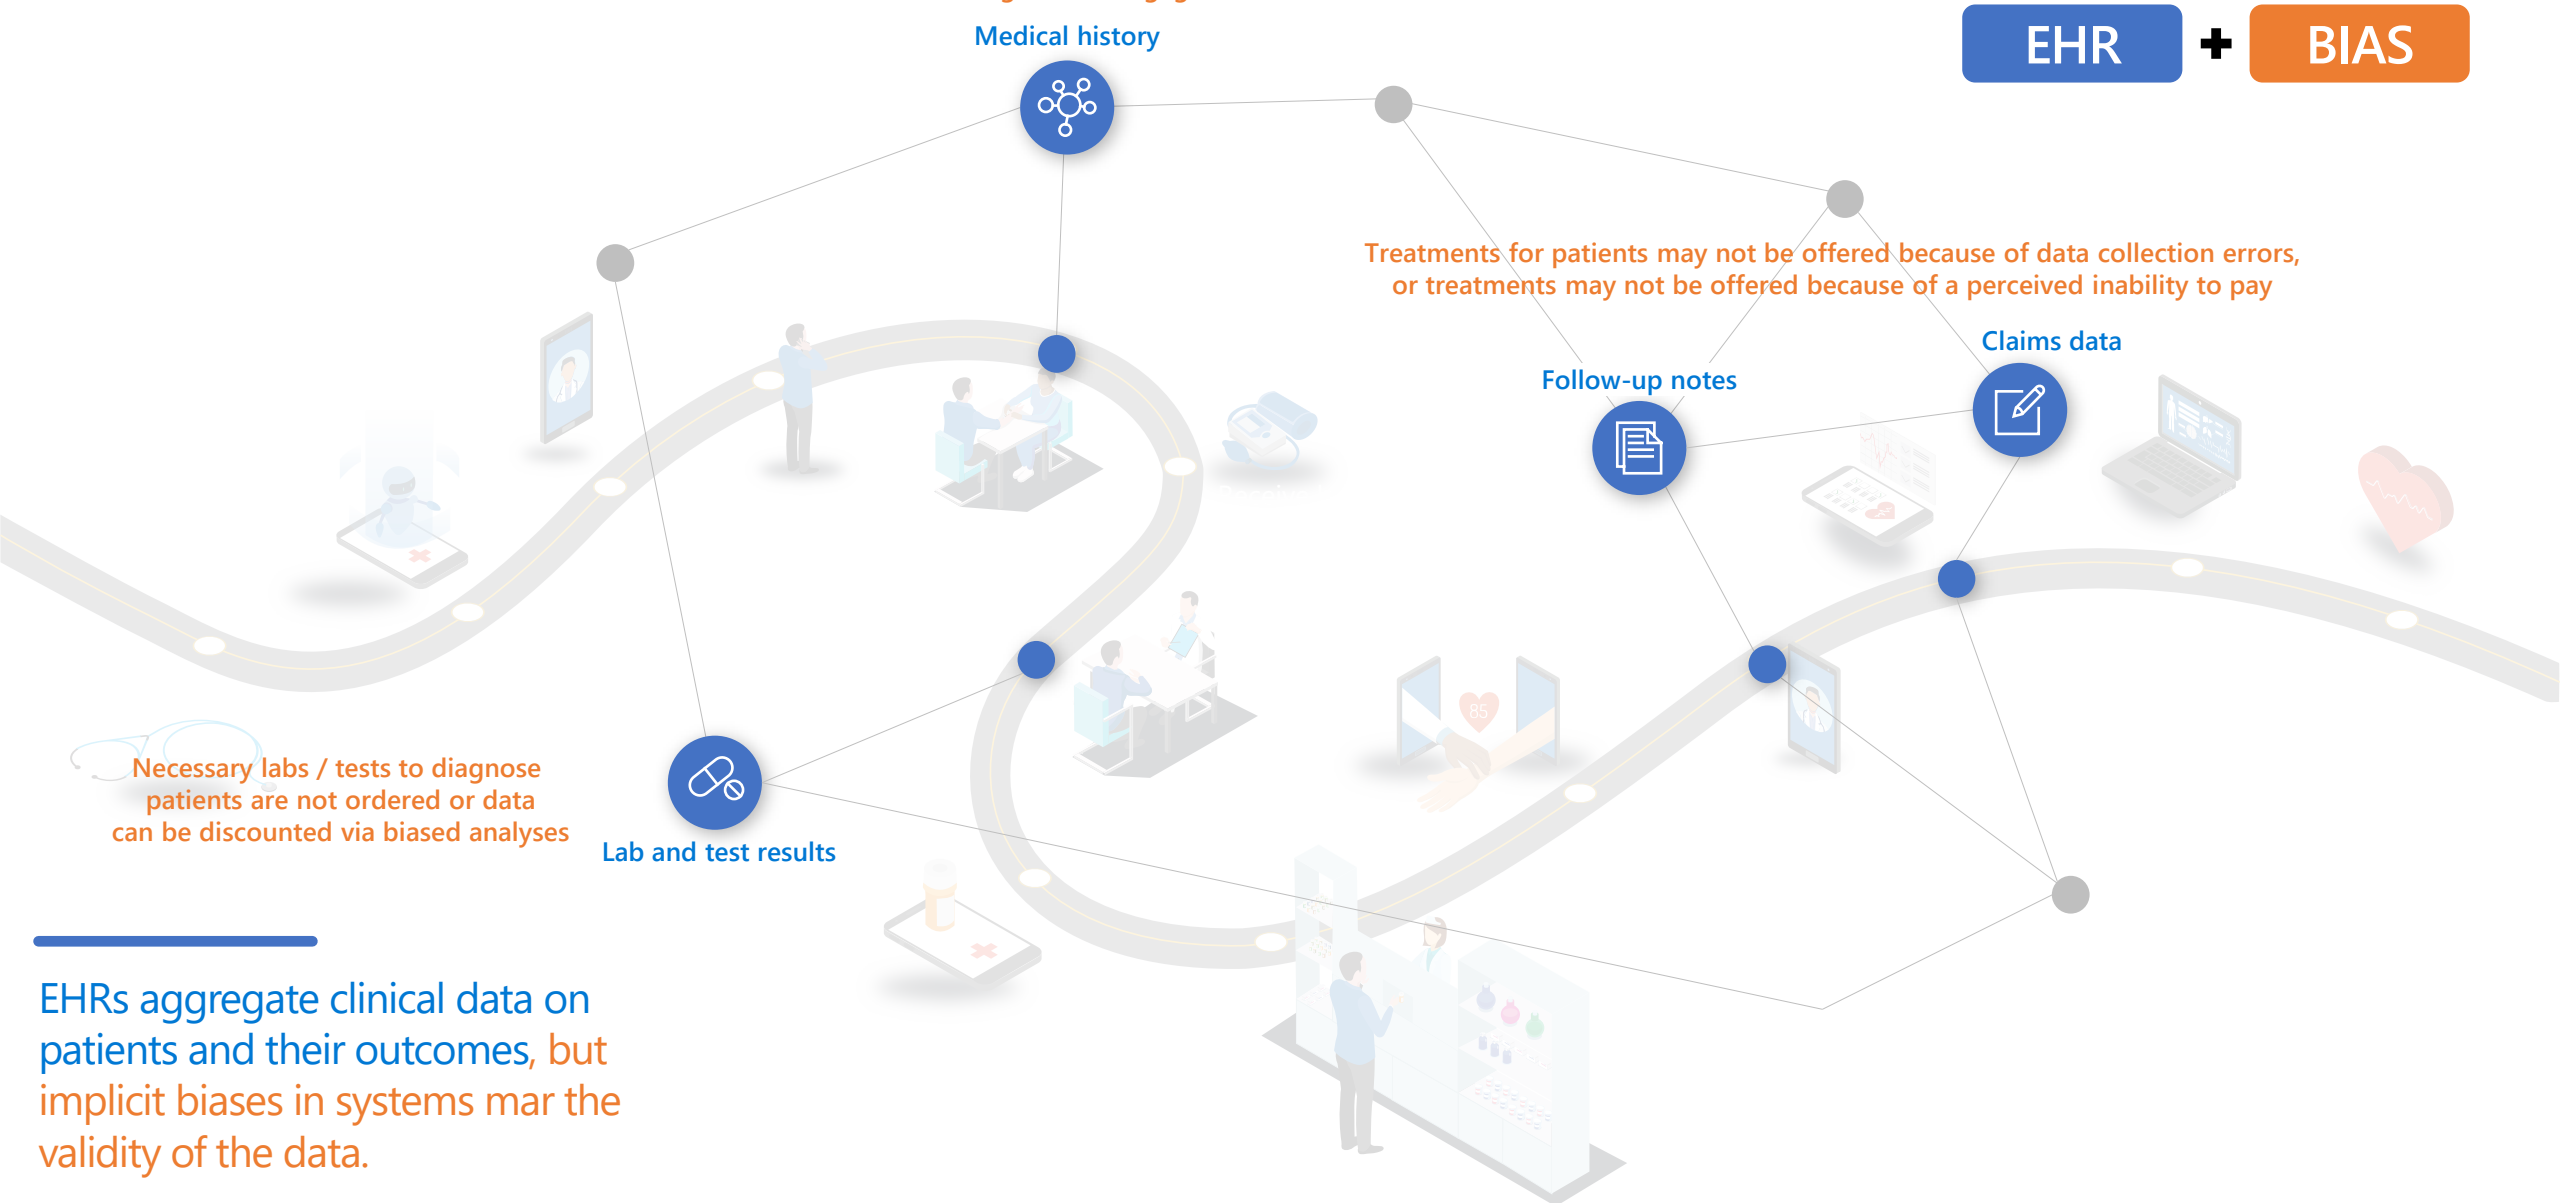 Medical history
EHR + BIAS
Treatments for patients may not be offered because of data collection errors,
or treatments may not be offered because of a perceived inability to pay
Claims data
Follow-up notes
85
Necessary labs / tests to diagnose
patients are not ordered or data
can be discounted via biased analyses
Lab and test results
EHRs aggregate clinical data on
patients and their outcomes, but
implicit biases in systems mar the
validity of the data.